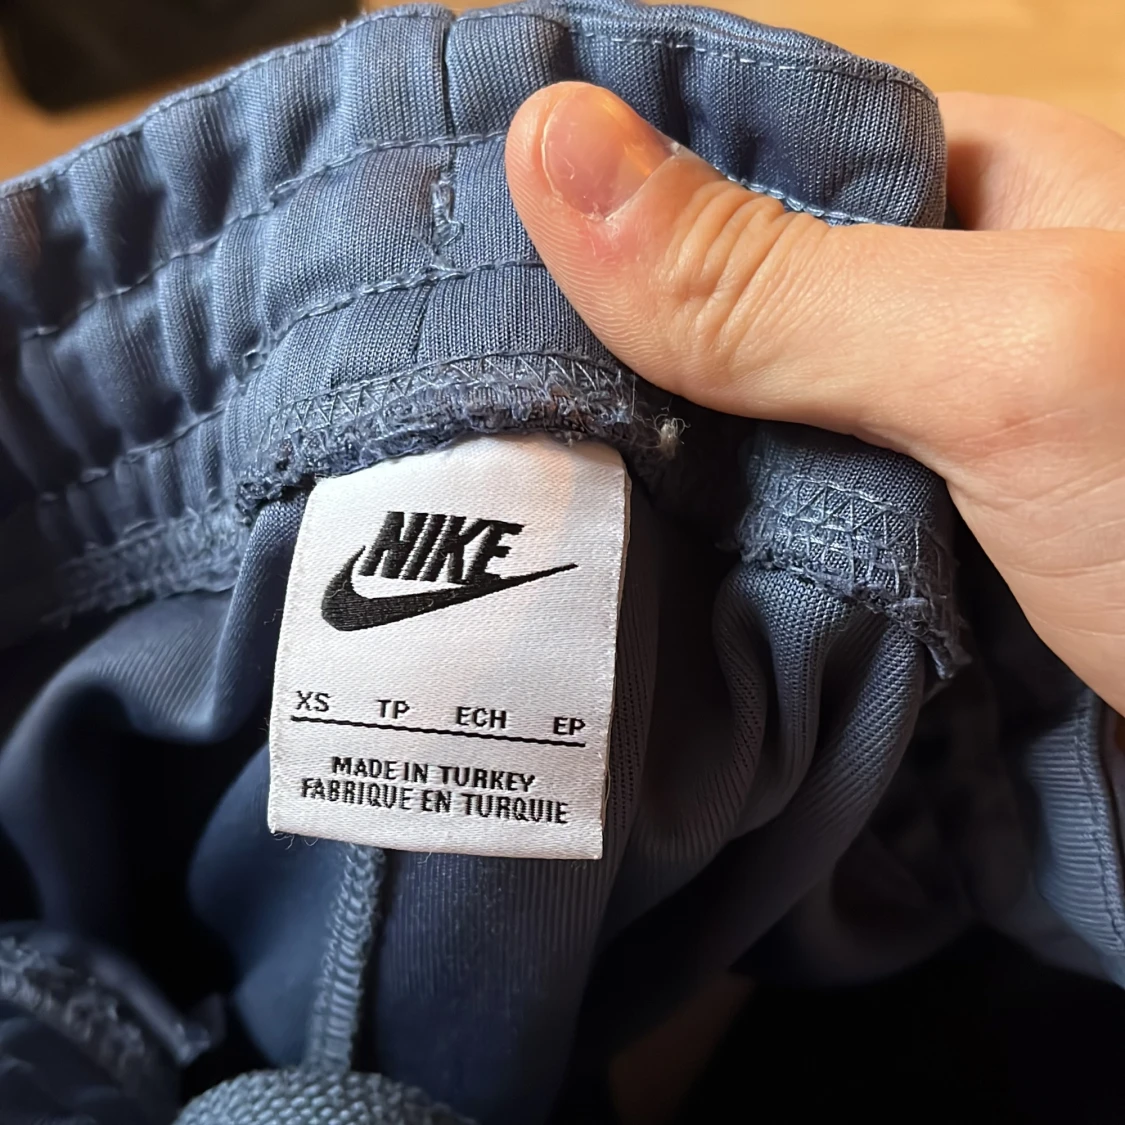 NIKE
XS TP ECH EP
MADE IN TURKEY
FABRIQUE EN TURQUIE